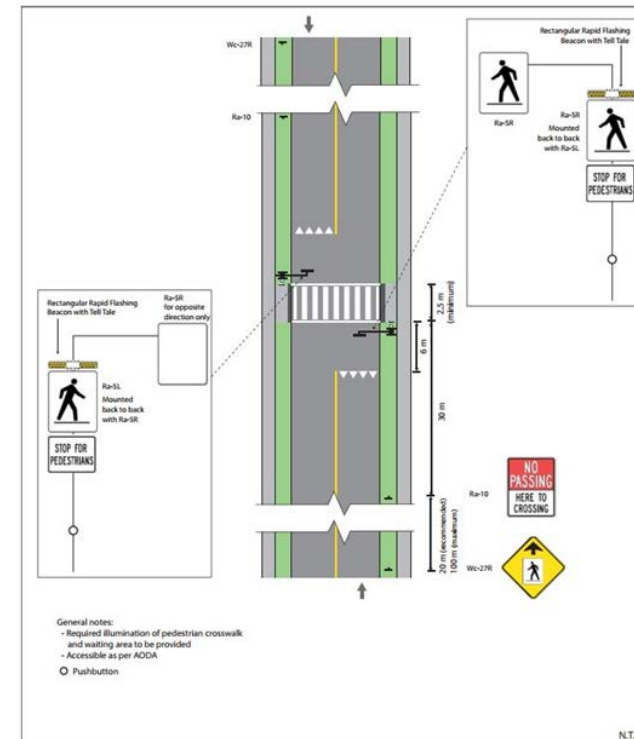 Wc-27R
Ra-10
Rectangular Rapid Flashing
Beacon with Tell Tale
Ra-5R
Ra-5R
Mounted
back to back
with Ra-5L
STOP FOR
PEDESTRIANS
2.5 m
(minimum)
6 m
30 m
20 m (recommended)
100 m (maximum)
Rectangular Rapid Flashing
Beacon with Tell Tale
Ra-5R
for opposite
direction only
Ra-5L
Mounted
back to back
with Ra-5R
STOP FOR
PEDESTRIANS
Ra-10
NO
PASSING
HERE TO
CROSSING
Wc-27R
General notes:
- Required illumination of pedestrian crosswalk
and waiting area to be provided
- Accessible as per AODA
Pushbutton